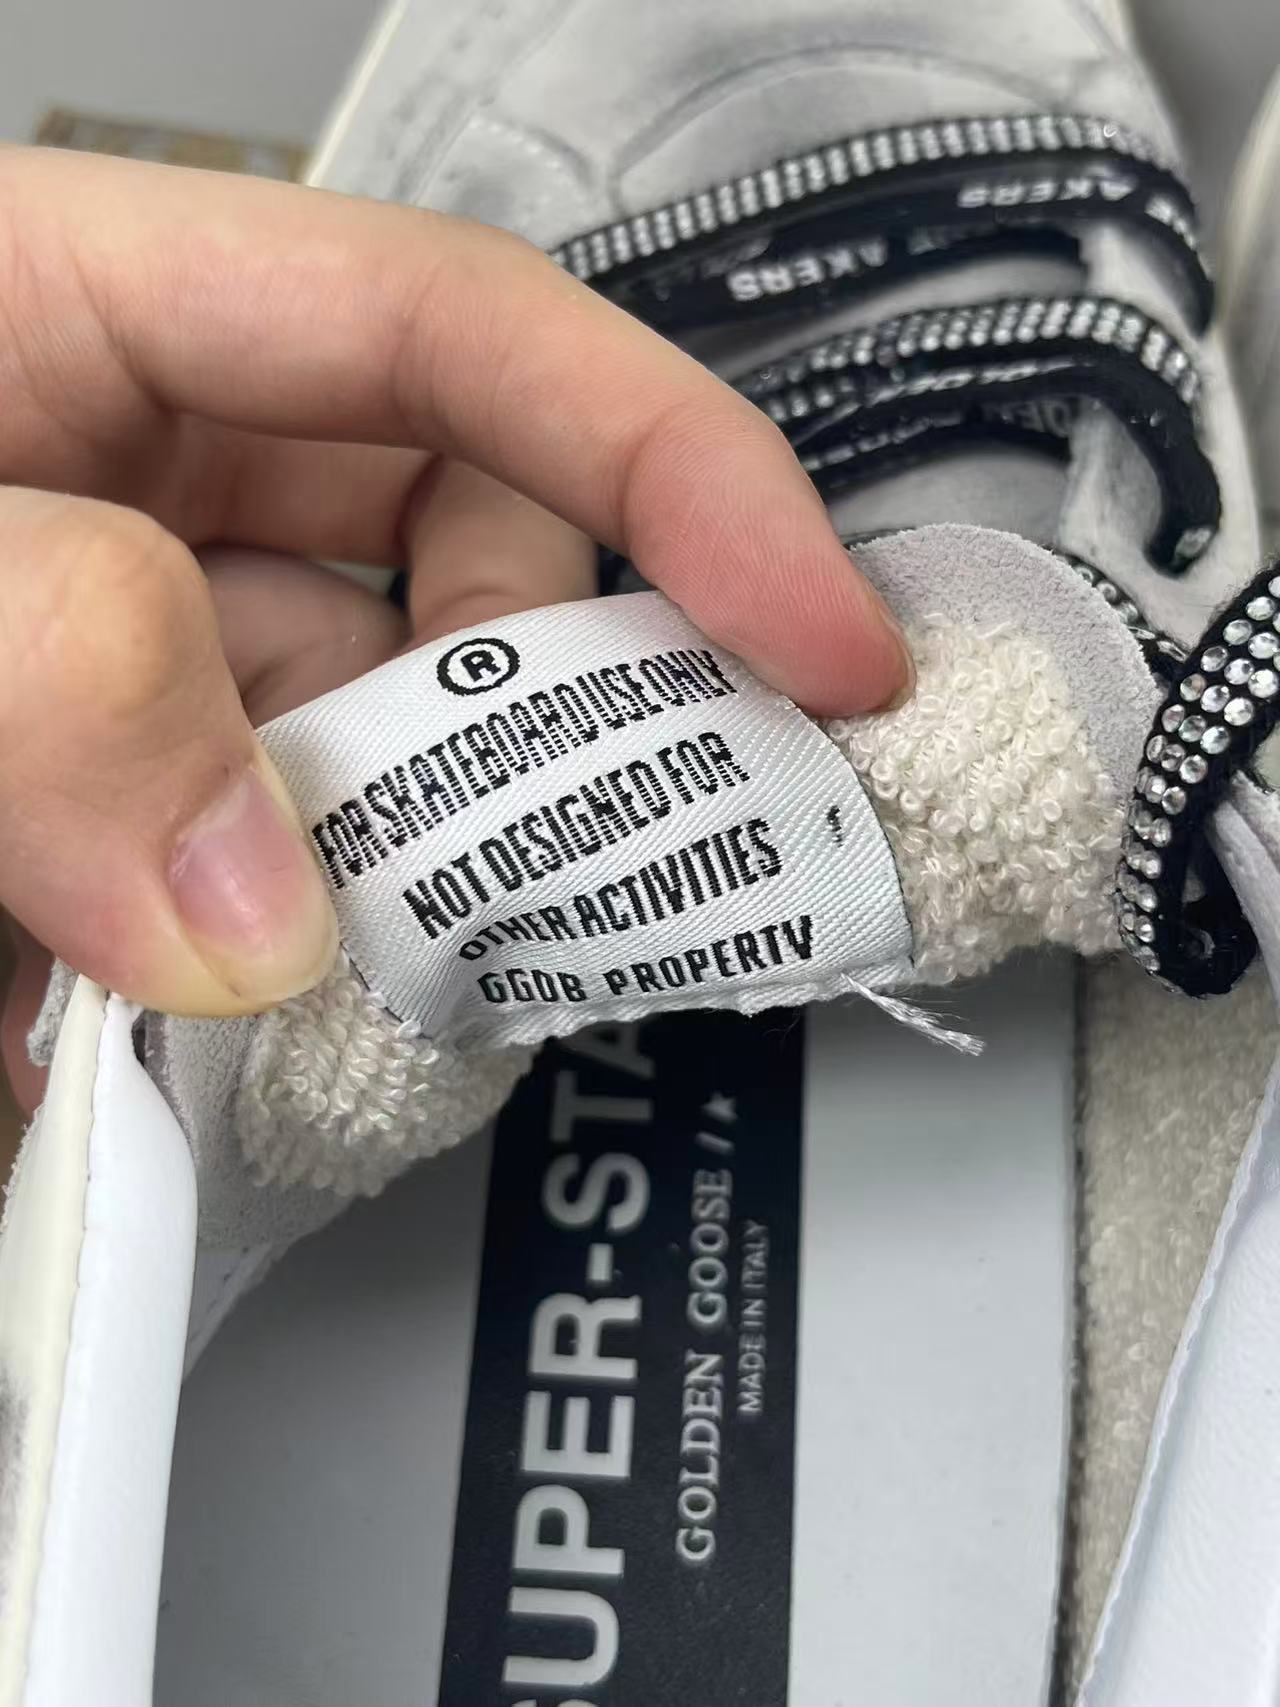 AKERS
AKERS
®
FOR SKATEBOARD USE ONLY
NOT DESIGNED FOR
OTHER ACTIVITIES
GGDB PROPERTY
SUPER-STA
GOLDEN GOOSE /★
MADE IN ITALY